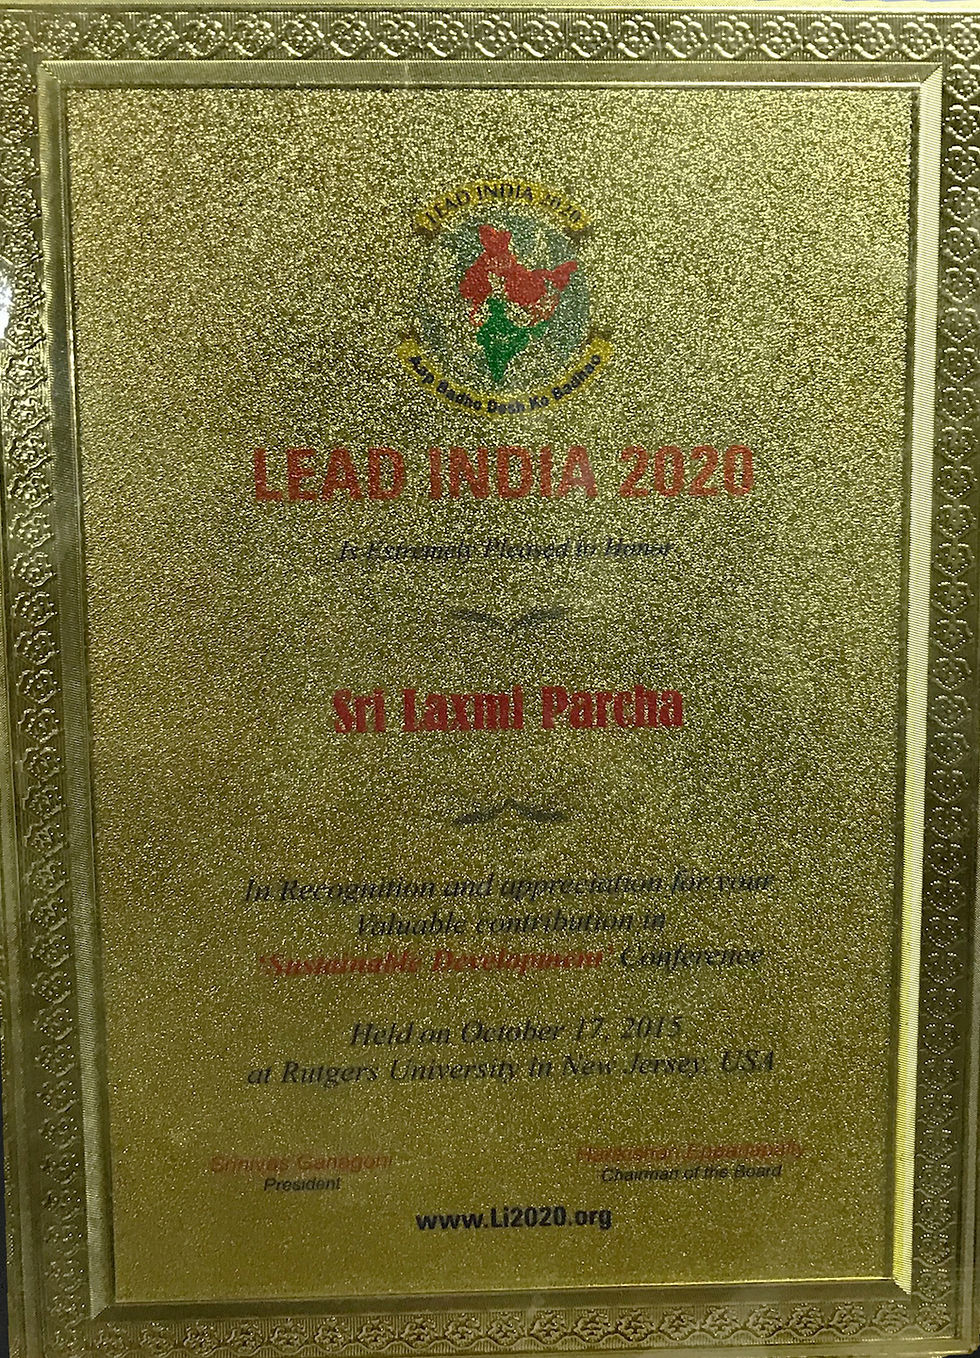 LEAD INDIA 2020
Aap Badho Desh Ko Badhao
LEAD INDIA 2020
is Extremely Pleased to Honor
Sri Laxmi Parcha
In Recognition and appreciation for your
Valuable contribution in
'Sustainable Development' Conference
Held on October 17, 2015
at Rutgers University in New Jersey, USA
Srinivas Ganagoni
President
Harikishan Eppanapally
Chairman of the Board
www.Li2020.org